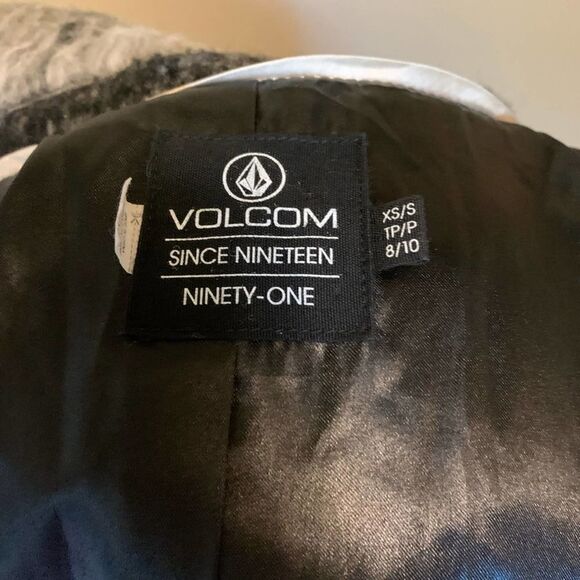 VOLCOM
SINCE NINETEEN
NINETY-ONE
XS/S
TP/P
8/10